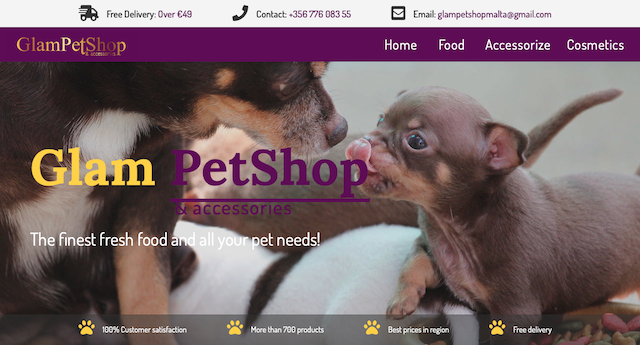 Free Delivery: Over €49
Contact: +356 776 083 55
Email: glampetshopmalta@gmail.com
GlamPetShop
accessories
Home Food Accessorize Cosmetics
Glam PetShop
& accessories
The finest fresh food and all your pet needs!
100% Customer satisfaction
More than 700 products
Best prices in region
Free delivery